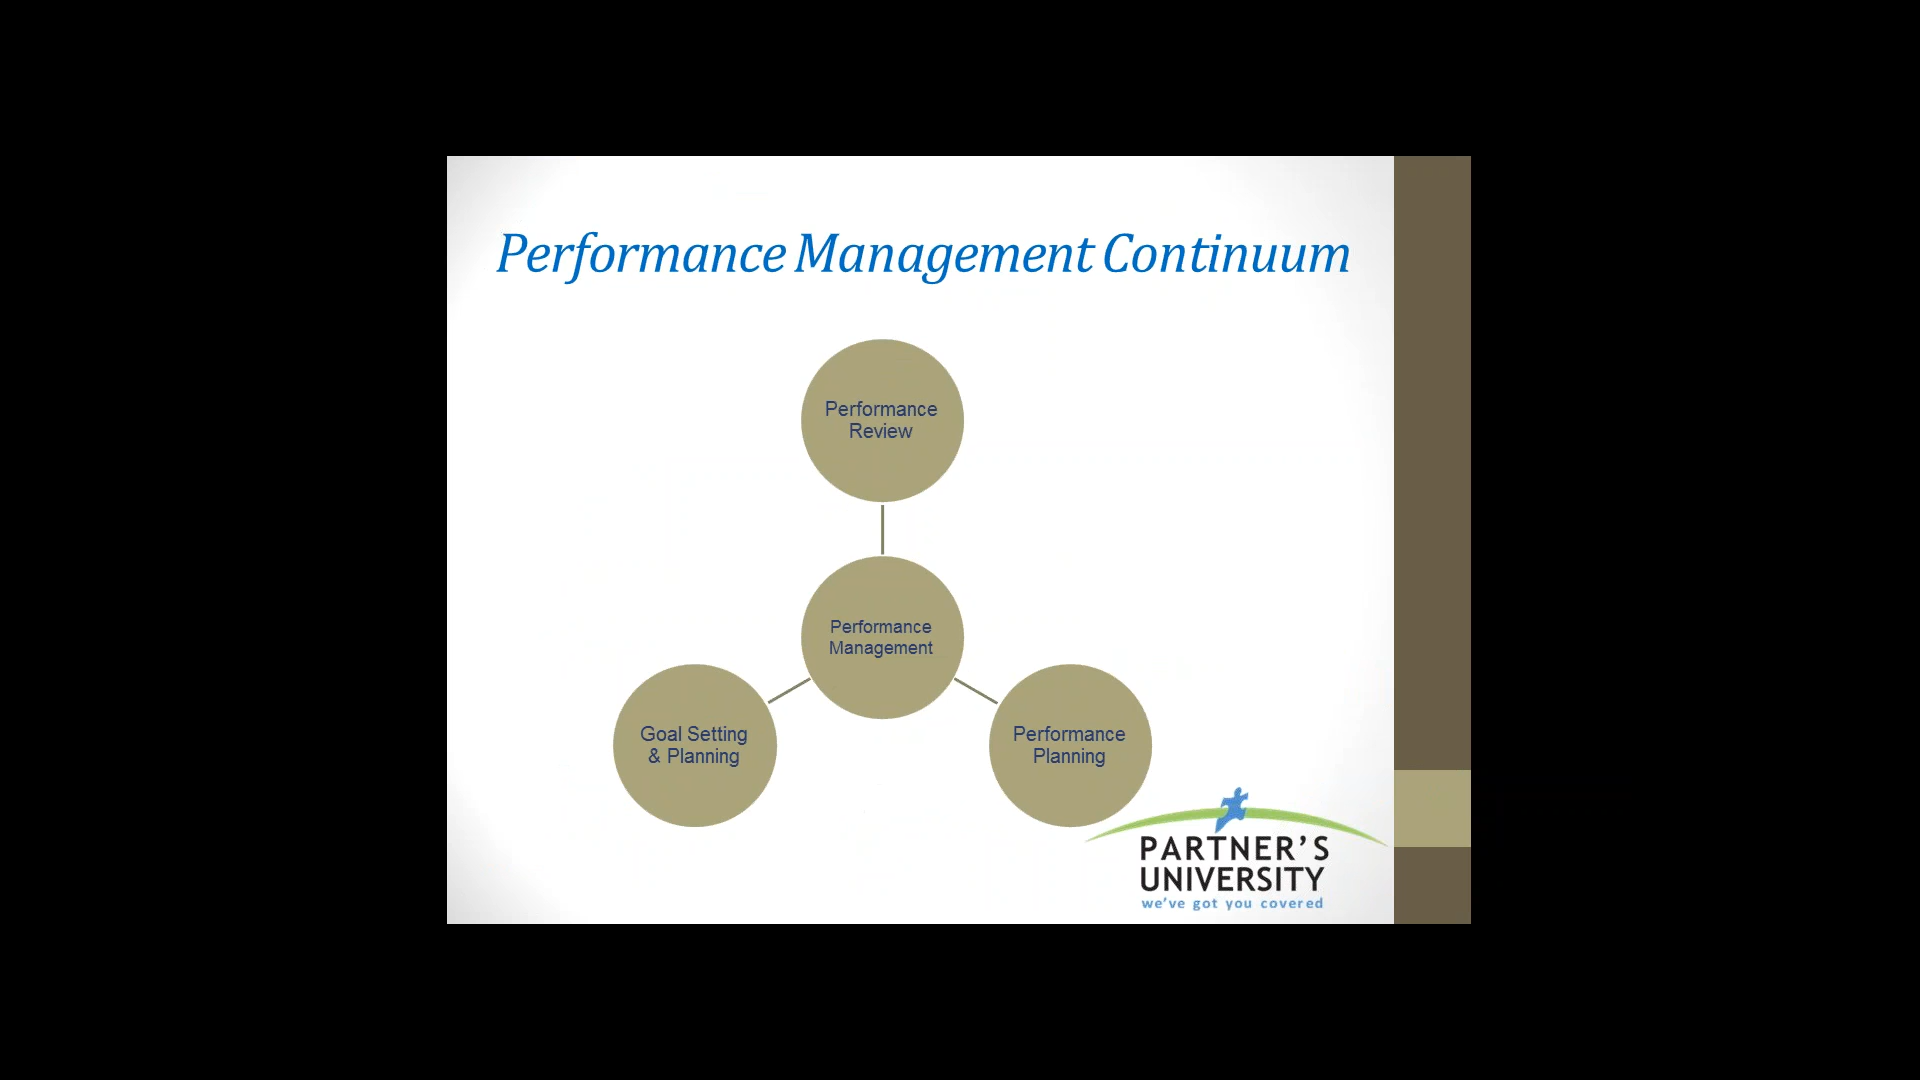 Performance Management Continuum
Performance
Review
Performance
Management
Goal Setting
& Planning
Performance
Planning
PARTNER’S
UNIVERSITY
we’ve got you covered